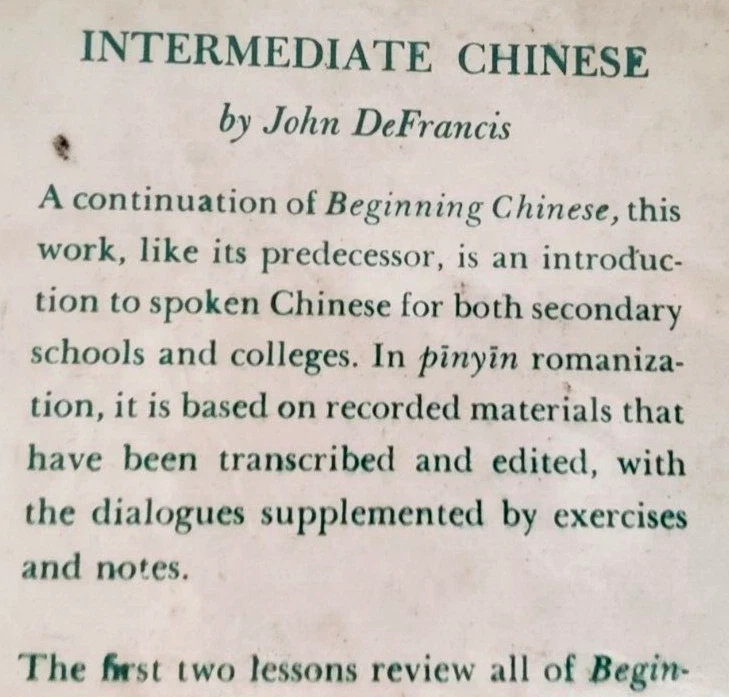 INTERMEDIATE CHINESE
by John DeFrancis
A continuation of Beginning Chinese, this
work, like its predecessor, is an introduc-
tion to spoken Chinese for both secondary
schools and colleges. In pīnyīn romaniza-
tion, it is based on recorded materials that
have been transcribed and edited, with
the dialogues supplemented by exercises
and notes.
The first two lessons review all of Begin-